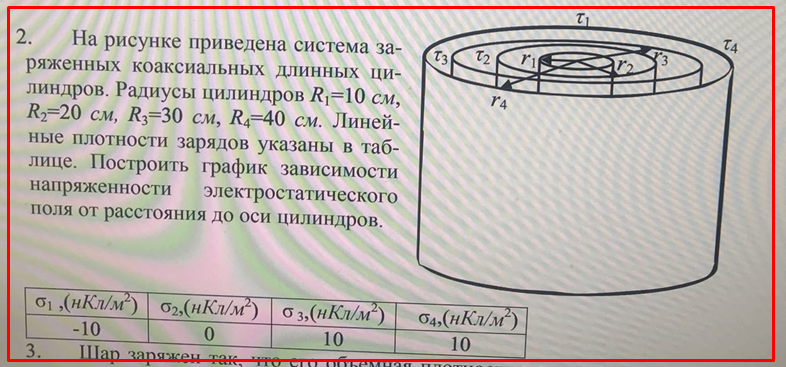 2. На рисунке приведена система за-
ряженных коаксиальных длинных ци-
линдров. Радиусы цилиндров R₁=10 см,
R₂=20 см, R₃=30 см, R₄=40 см. Линей-
ные плотности зарядов указаны в таб-
лице. Построить график зависимости
напряженности электростатического
поля от расстояния до оси цилиндров.
τ₁
τ₃ τ₂ r₁ r₂ r₃ τ₄
r₄
σ₁ ,(нКл/м²) σ₂,(нКл/м²) σ ₃,(нКл/м²) σ₄,(нКл/м²)
-10 0 10 10
3. Шар заряжен так, что его объемная